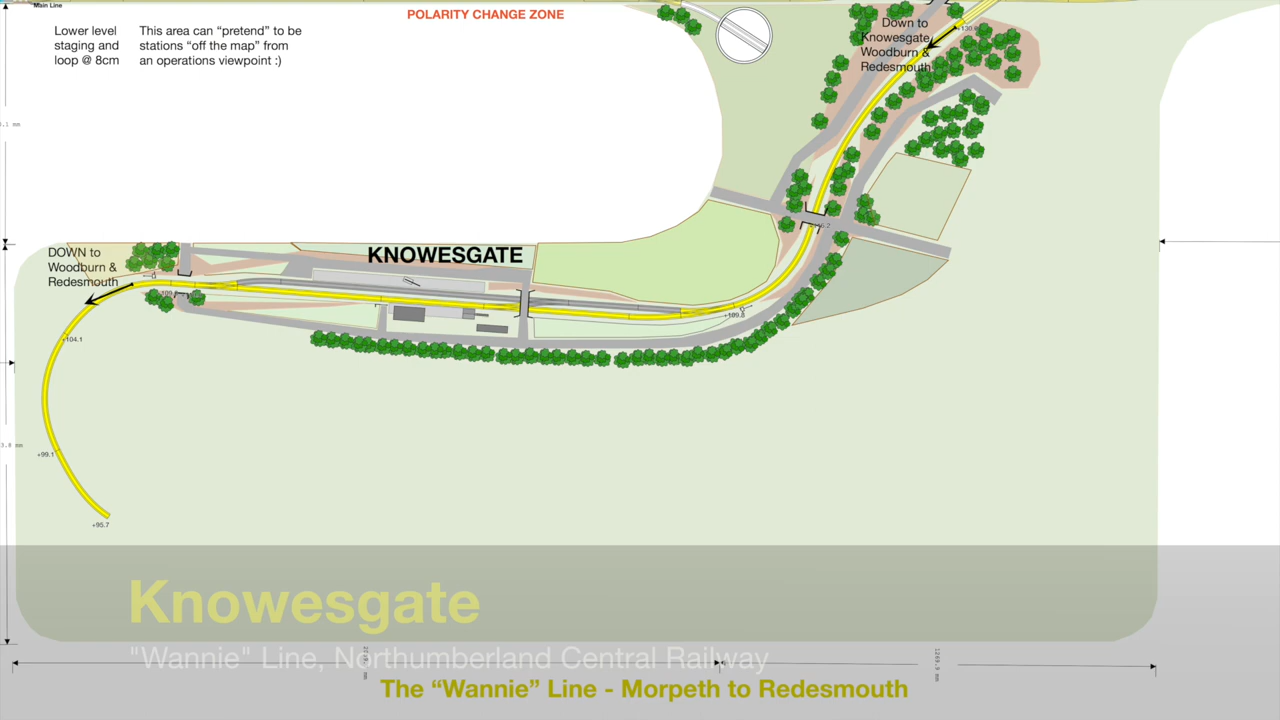 Main Line
POLARITY CHANGE ZONE
Lower level
staging and
loop @ 8cm
This area can “pretend” to be
stations “off the map” from
an operations viewpoint :)
Down to
Knowesgate,
Woodburn &
Redesmouth
KNOWESGATE
DOWN to
Woodburn &
Redesmouth
+109.8
+104.1
+99.1
+95.7
Knowesgate
"Wannie" Line, Northumberland Central Railway
The “Wannie” Line - Morpeth to Redesmouth